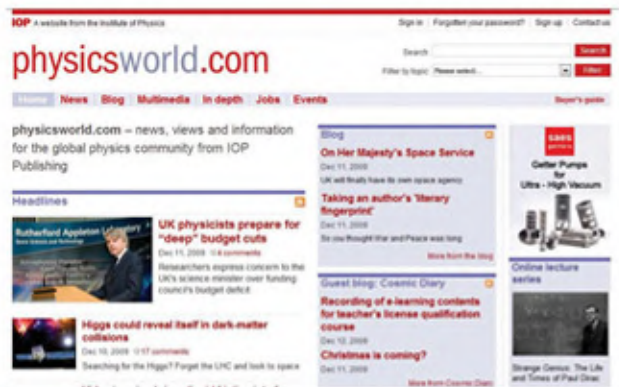 IOP A website from the Institute of Physics
Sign in Forgotten your password? Sign up Contact us
physicsworld.com
Search
Search
Filter by topic Please select...
Filter
Home News Blog Multimedia In depth Jobs Events
Buyer's guide
physicsworld.com – news, views and information
for the global physics community from IOP
Publishing
Headlines
Rutherford Appleton Laboratory
UK physicists prepare for
"deep" budget cuts
Dec 11, 2009 4 comments
Researchers express concern to the
UK's science minister over funding
council's budget deficit
Higgs could reveal itself in dark-matter
collisions
Dec 10, 2009 17 comments
Searching for the Higgs? Forget the LHC and look to space
Blog
On Her Majesty's Space Service
Dec 11, 2009
UK will finally have its own space agency
Taking an author's 'literary
fingerprint'
Dec 11, 2009
So you thought War and Peace was long
More from the blog
Guest blog: Cosmic Diary
Recording of e-learning contents
for teacher's license qualification
course
Dec 12, 2009
Christmas is coming?
Dec 11, 2009
More from Cosmic Diary
saes
getters
Getter Pumps
for
Ultra - High Vacuum
Online lecture
series
Strange Genius: The Life
and Times of Paul Dirac